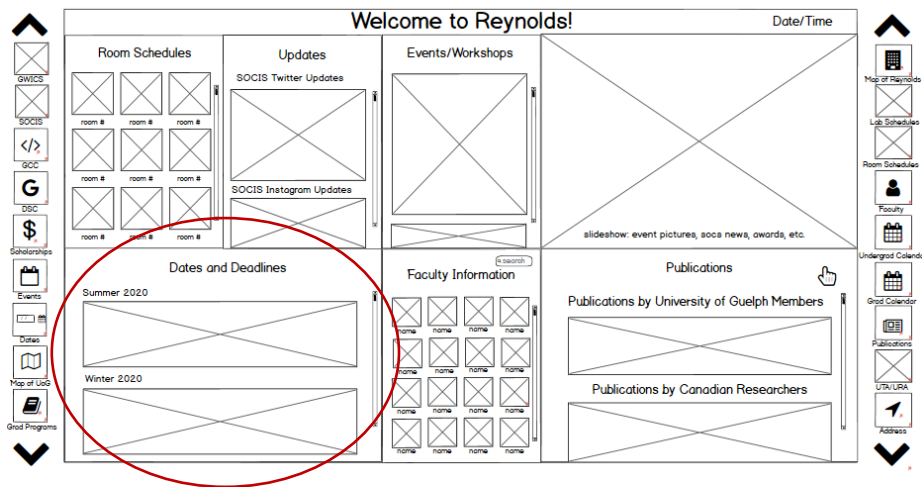 Welcome to Reynolds!
Date/Time
GWICS
SOCIS
</>
GCC
G
DSC
$
Scholarships
Events
Dates
Map of UoG
Grad Programs
Room Schedules
room # room # room #
room # room # room #
room # room # room #
Updates
SOCIS Twitter Updates
SOCIS Instagram Updates
Events/Workshops
slideshow: event pictures, socs news, awards, etc.
Dates and Deadlines
Summer 2020
Winter 2020
search
Faculty Information
name name name name
name name name name
name name name name
name name name name
Publications
Publications by University of Guelph Members
Publications by Canadian Researchers
Map of Reynolds
Lab Schedules
Room Schedules
Faculty
Undergrad Calendar
Grad Calendar
Publications
UTA/URA
Address